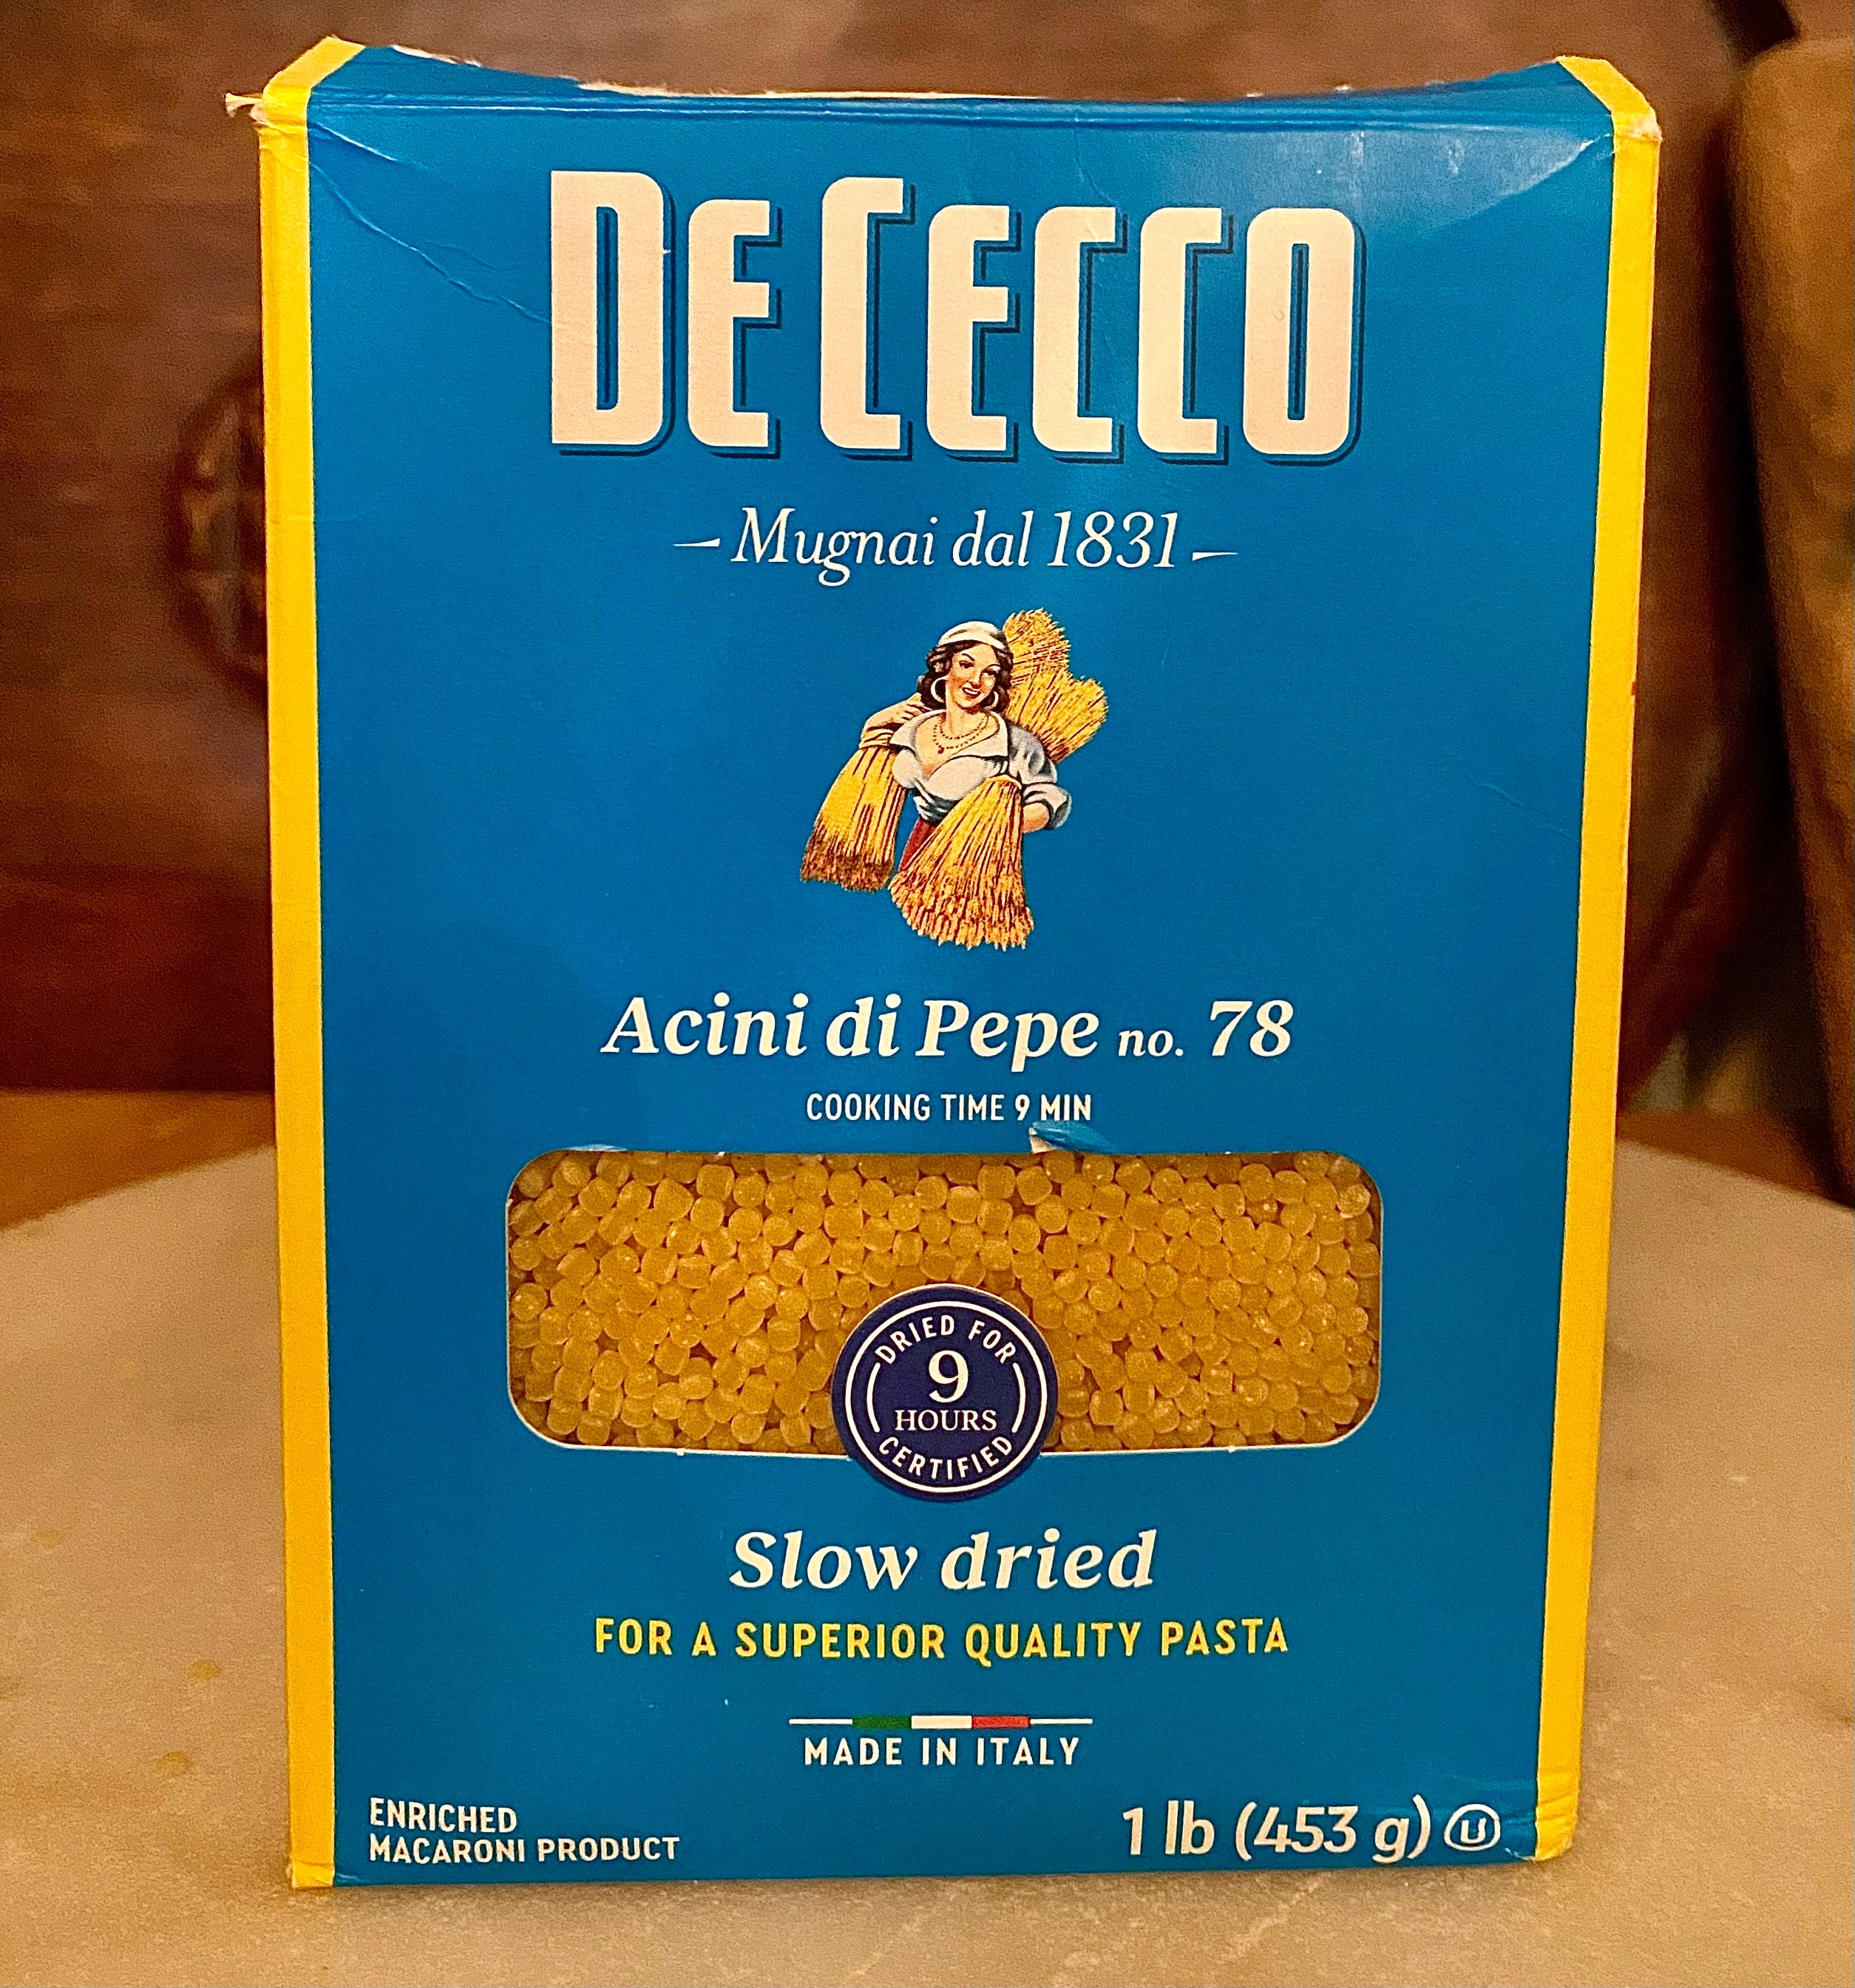 DE CECCO
– Mugnai dal 1831 –
Acini di Pepe no. 78
COOKING TIME 9 MIN
DRIED FOR
9
HOURS
CERTIFIED
Slow dried
FOR A SUPERIOR QUALITY PASTA
MADE IN ITALY
ENRICHED
MACARONI PRODUCT
1 lb (453 g) U